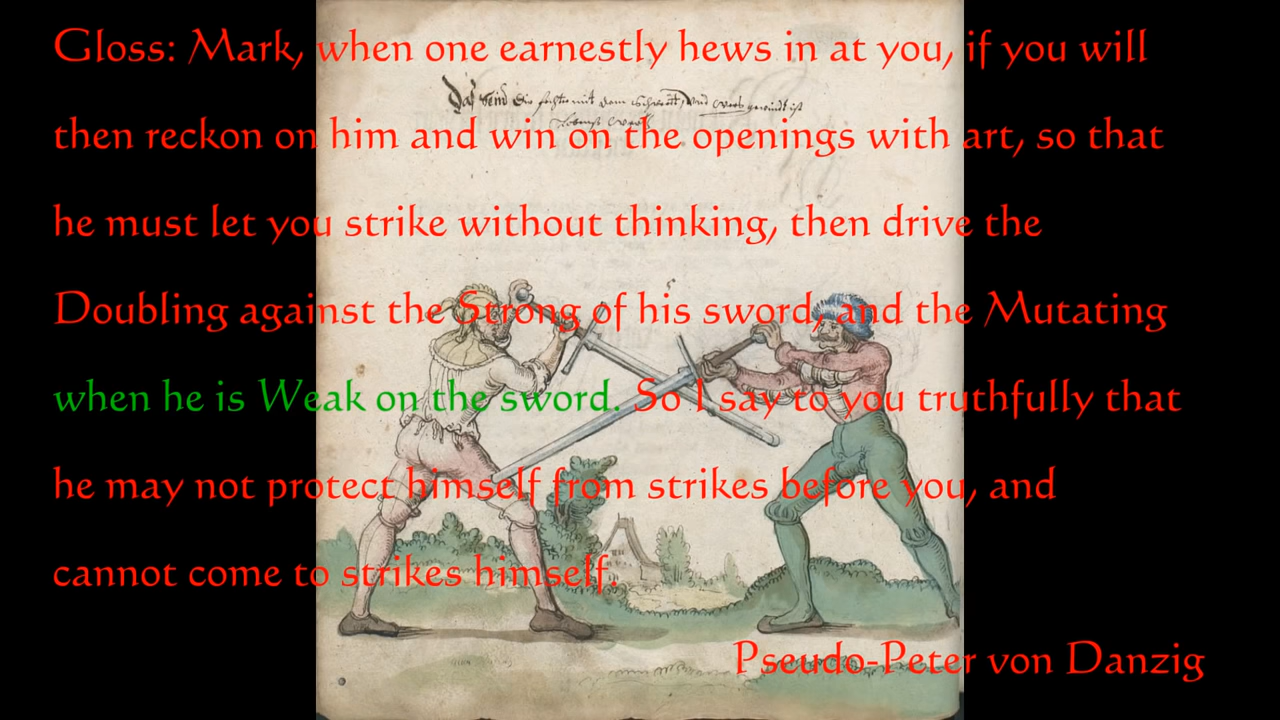 Gloss: Mark, when one earnestly hews in at you, if you will
then reckon on him and win on the openings with art, so that
he must let you strike without thinking, then drive the
Doubling against the Strong of his sword, and the Mutating
when he is Weak on the sword. So I say to you truthfully that
he may not protect himself from strikes before you, and
cannot come to strikes himself.
Pseudo-Peter von Danzig